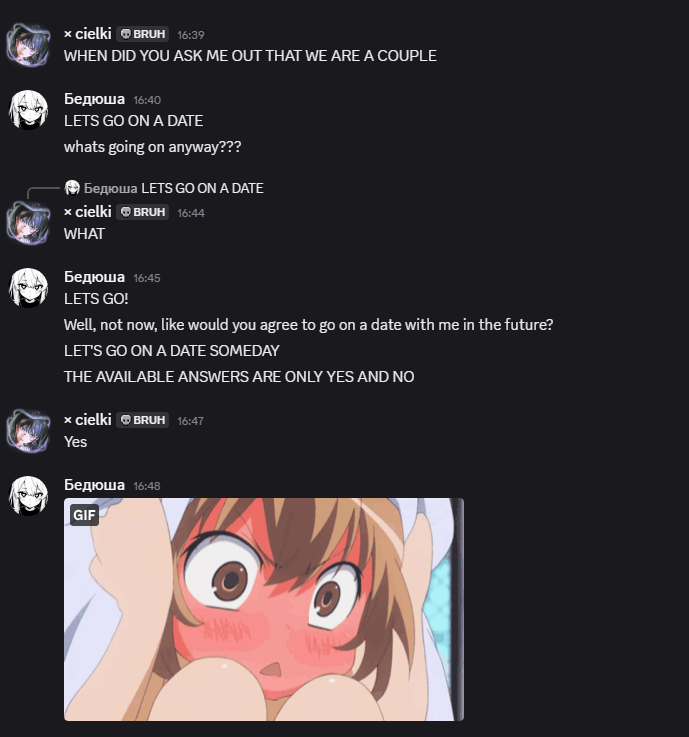 × cielki BRUH 16:39
WHEN DID YOU ASK ME OUT THAT WE ARE A COUPLE
Бедюша 16:40
LETS GO ON A DATE
whats going on anyway???
Бедюша LETS GO ON A DATE
× cielki BRUH 16:44
WHAT
Бедюша 16:45
LETS GO!
Well, not now, like would you agree to go on a date with me in the future?
LET'S GO ON A DATE SOMEDAY
THE AVAILABLE ANSWERS ARE ONLY YES AND NO
× cielki BRUH 16:47
Yes
Бедюша 16:48
GIF